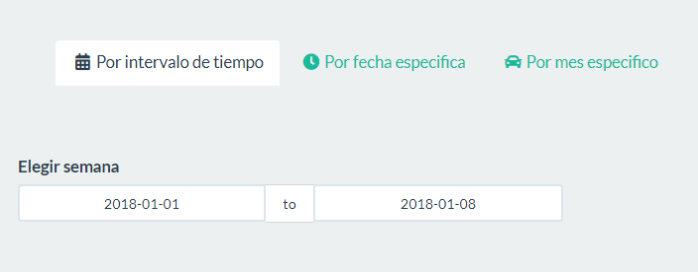 Por intervalo de tiempo Por fecha especifica Por mes especifico
Elegir semana
2018-01-01 to 2018-01-08